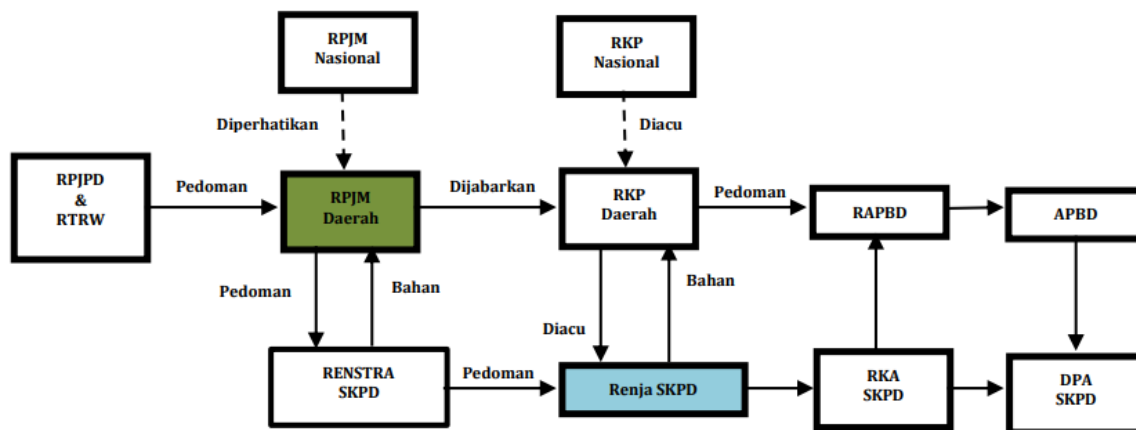 RPJM
Nasional
RKP
Nasional
Diperhatikan
Diacu
RPJPD
&
RTRW
Pedoman
RPJM
Daerah
Dijabarkan
RKP
Daerah
Pedoman
RAPBD
APBD
Pedoman
Bahan
Diacu
Bahan
RENSTRA
SKPD
Pedoman
Renja SKPD
RKA
SKPD
DPA
SKPD